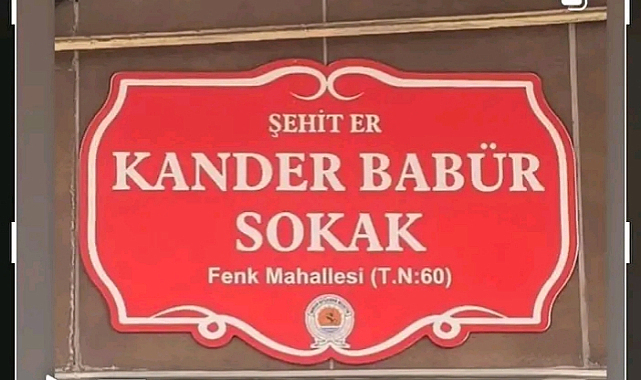 ŞEHİT ER
KANDER BABÜR
SOKAK
Fenk Mahallesi (T.N:60)